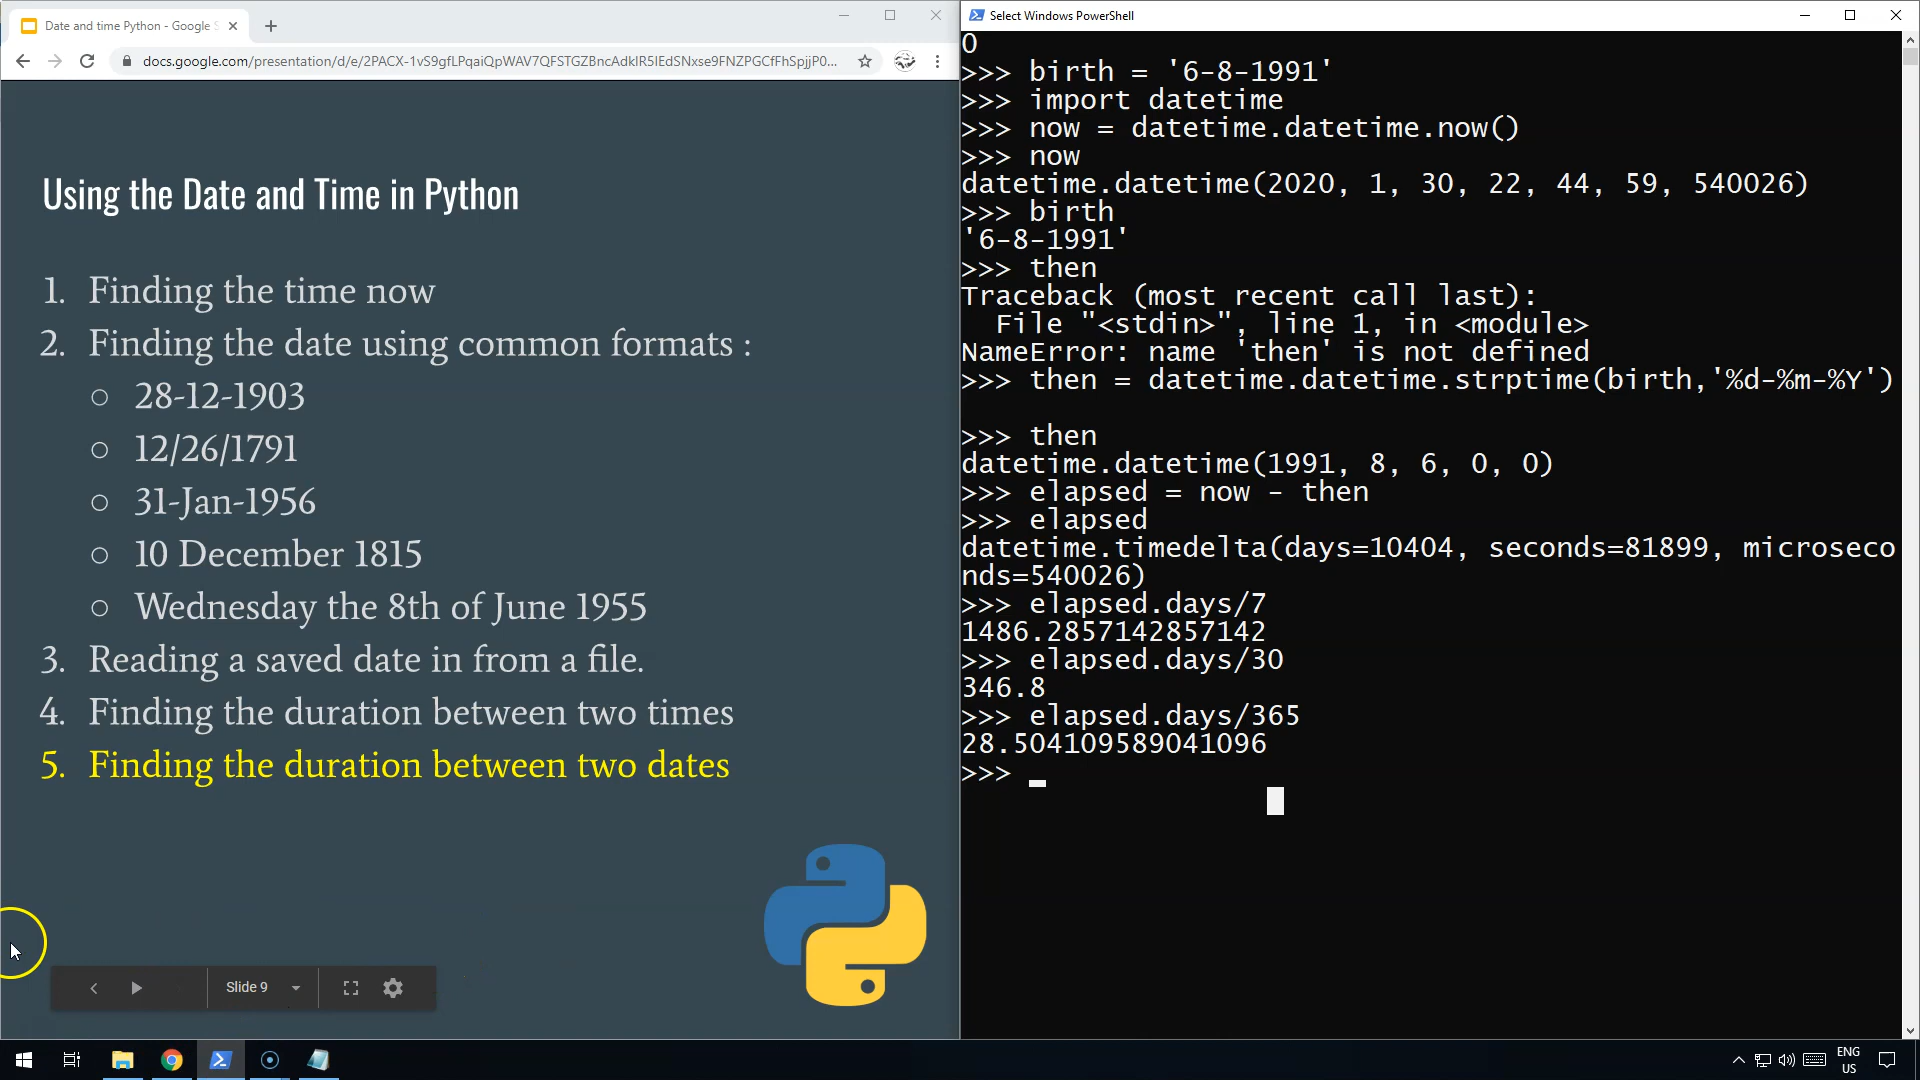 Date and time Python - Google S
docs.google.com/presentation/d/e/2PACX-1vS9gfLPqaiQpWAV7QFSTGZBncAdkIR5IEdSNxse9FNZPGCfFhSpjjP0...
Using the Date and Time in Python
1. Finding the time now
2. Finding the date using common formats :
○ 28-12-1903
○ 12/26/1791
○ 31-Jan-1956
○ 10 December 1815
○ Wednesday the 8th of June 1955
3. Reading a saved date in from a file.
4. Finding the duration between two times
5. Finding the duration between two dates
Slide 9
Select Windows PowerShell
0
>>> birth = '6-8-1991'
>>> import datetime
>>> now = datetime.datetime.now()
>>> now
datetime.datetime(2020, 1, 30, 22, 44, 59, 540026)
>>> birth
'6-8-1991'
>>> then
Traceback (most recent call last):
  File "<stdin>", line 1, in <module>
NameError: name 'then' is not defined
>>> then = datetime.datetime.strptime(birth,'%d-%m-%Y')
>>> then
datetime.datetime(1991, 8, 6, 0, 0)
>>> elapsed = now - then
>>> elapsed
datetime.timedelta(days=10404, seconds=81899, microseco
nds=540026)
>>> elapsed.days/7
1486.2857142857142
>>> elapsed.days/30
346.8
>>> elapsed.days/365
28.504109589041096
>>> _
ENG
US